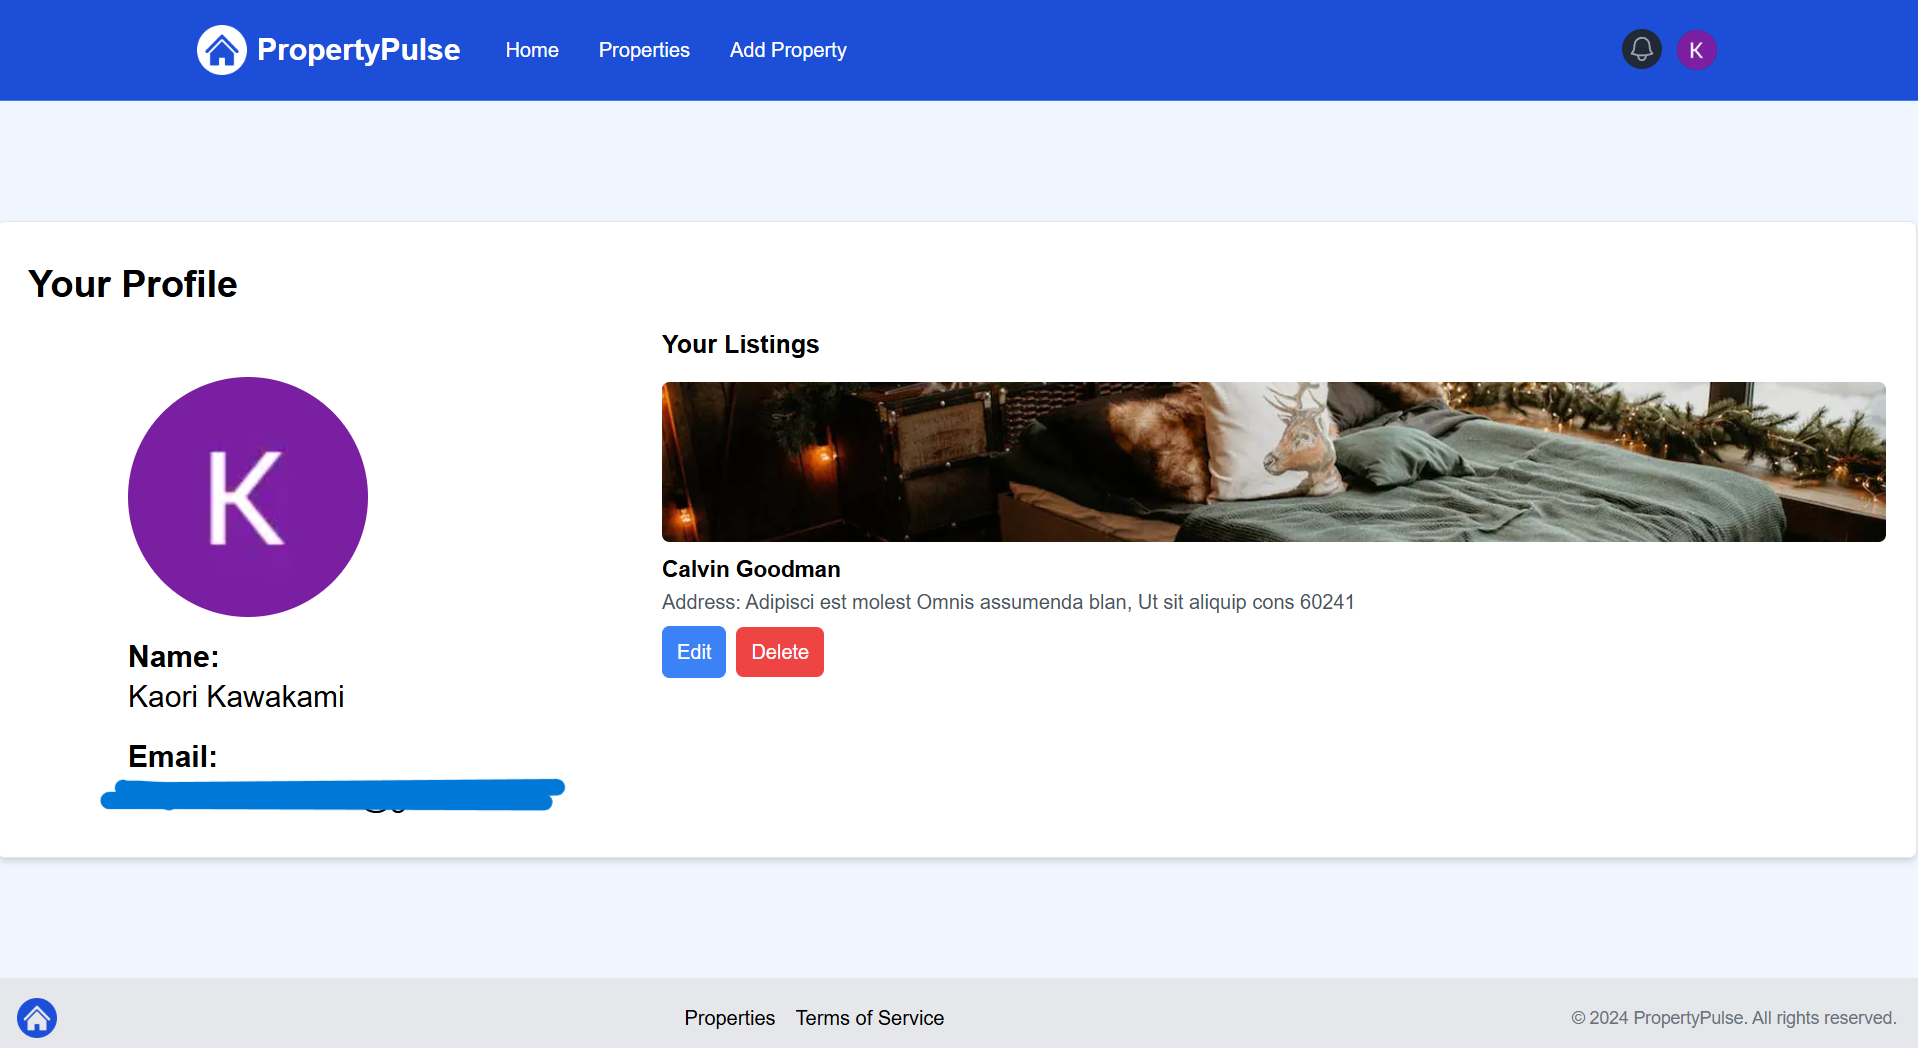 PropertyPulse
Home
Properties
Add Property
K
Your Profile
K
Name:
Kaori Kawakami
Email:
Your Listings
Calvin Goodman
Address: Adipisci est molest Omnis assumenda blan, Ut sit aliquip cons 60241
Edit
Delete
Properties
Terms of Service
© 2024 PropertyPulse. All rights reserved.